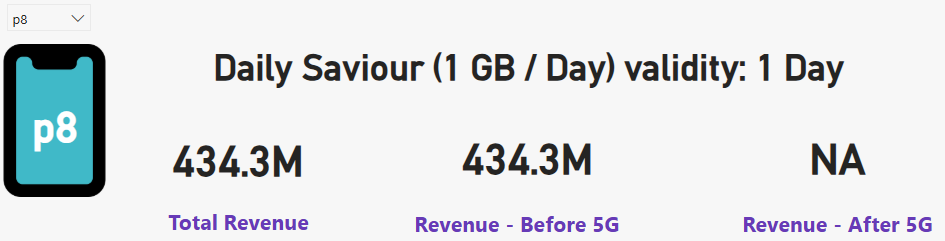 p8
p8
Daily Saviour (1 GB / Day) validity: 1 Day
434.3M
434.3M
NA
Total Revenue
Revenue - Before 5G
Revenue - After 5G